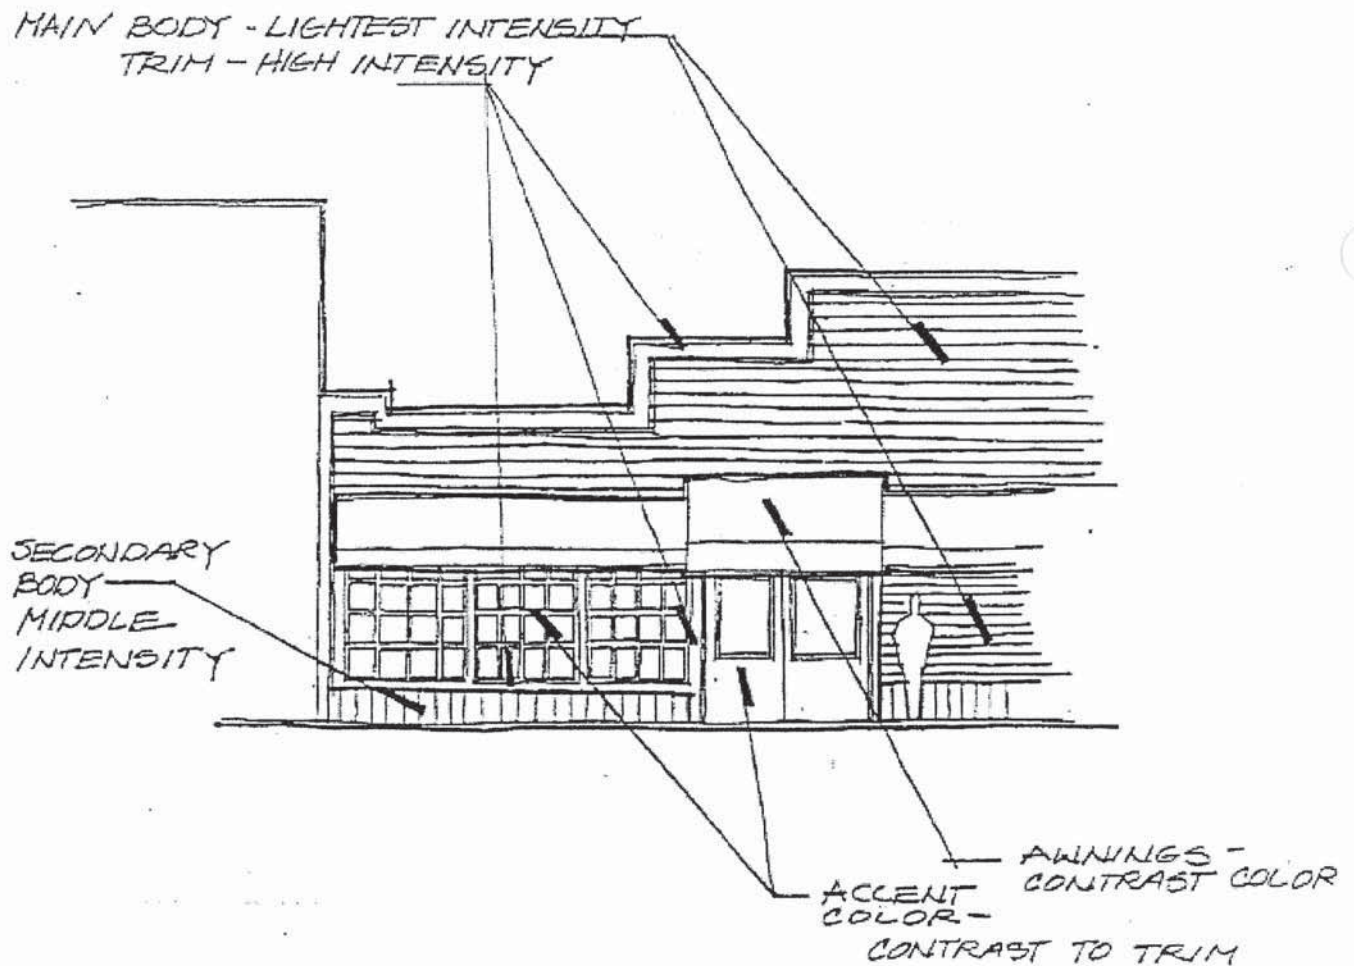 MAIN BODY - LIGHTEST INTENSITY
TRIM - HIGH INTENSITY
SECONDARY
BODY
MIDDLE
INTENSITY
AWNINGS -
CONTRAST COLOR
ACCENT
COLOR -
CONTRAST TO TRIM